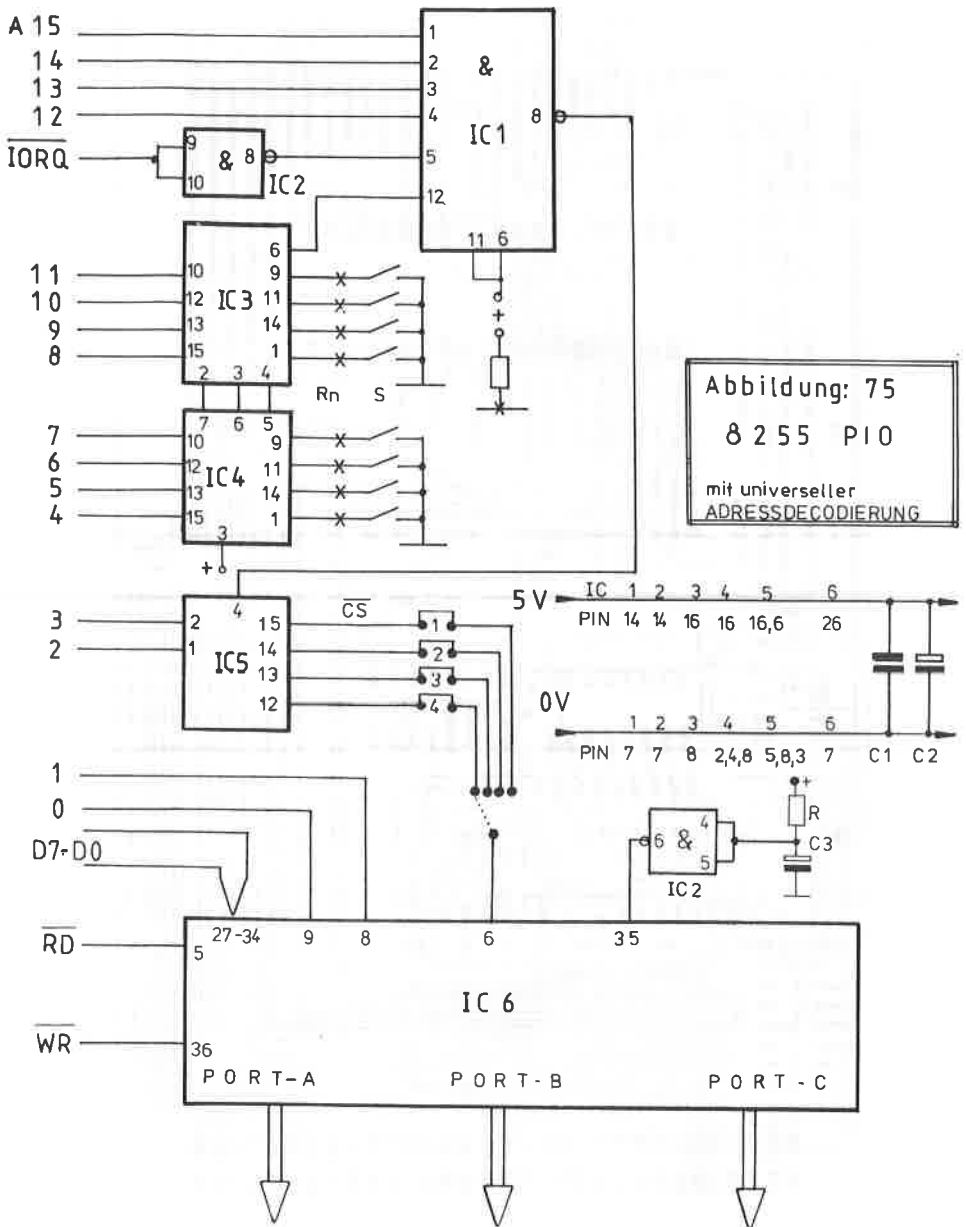 A 15
14
13
12
IORQ
9
10
&
8
IC2
1
2
3
4
5
12
&
IC1
8
11 6
+
11
10
9
8
10
12
13
15
IC3
6
9
11
14
1
2 3 4
Rn S
7
6
5
4
7 6 5
10
12
13
15
IC4
9
11
14
1
3
+
Abbildung: 75
8255 PIO
mit universeller
ADRESSDECODIERUNG
3
2
4
2
1
IC5
15
14
13
12
CS
1
2
3
4
5V
IC 1 2 3 4 5 6
PIN 14 14 16 16 16,6 26
0V
1 2 3 4 5 6
PIN 7 7 8 2,4,8 5,8,3 7
C1 C2
1
0
D7-D0
+
R
C3
4
5
&
6
IC2
RD
WR
27-34 9 8 6 35
5
36
IC 6
PORT-A PORT-B PORT-C